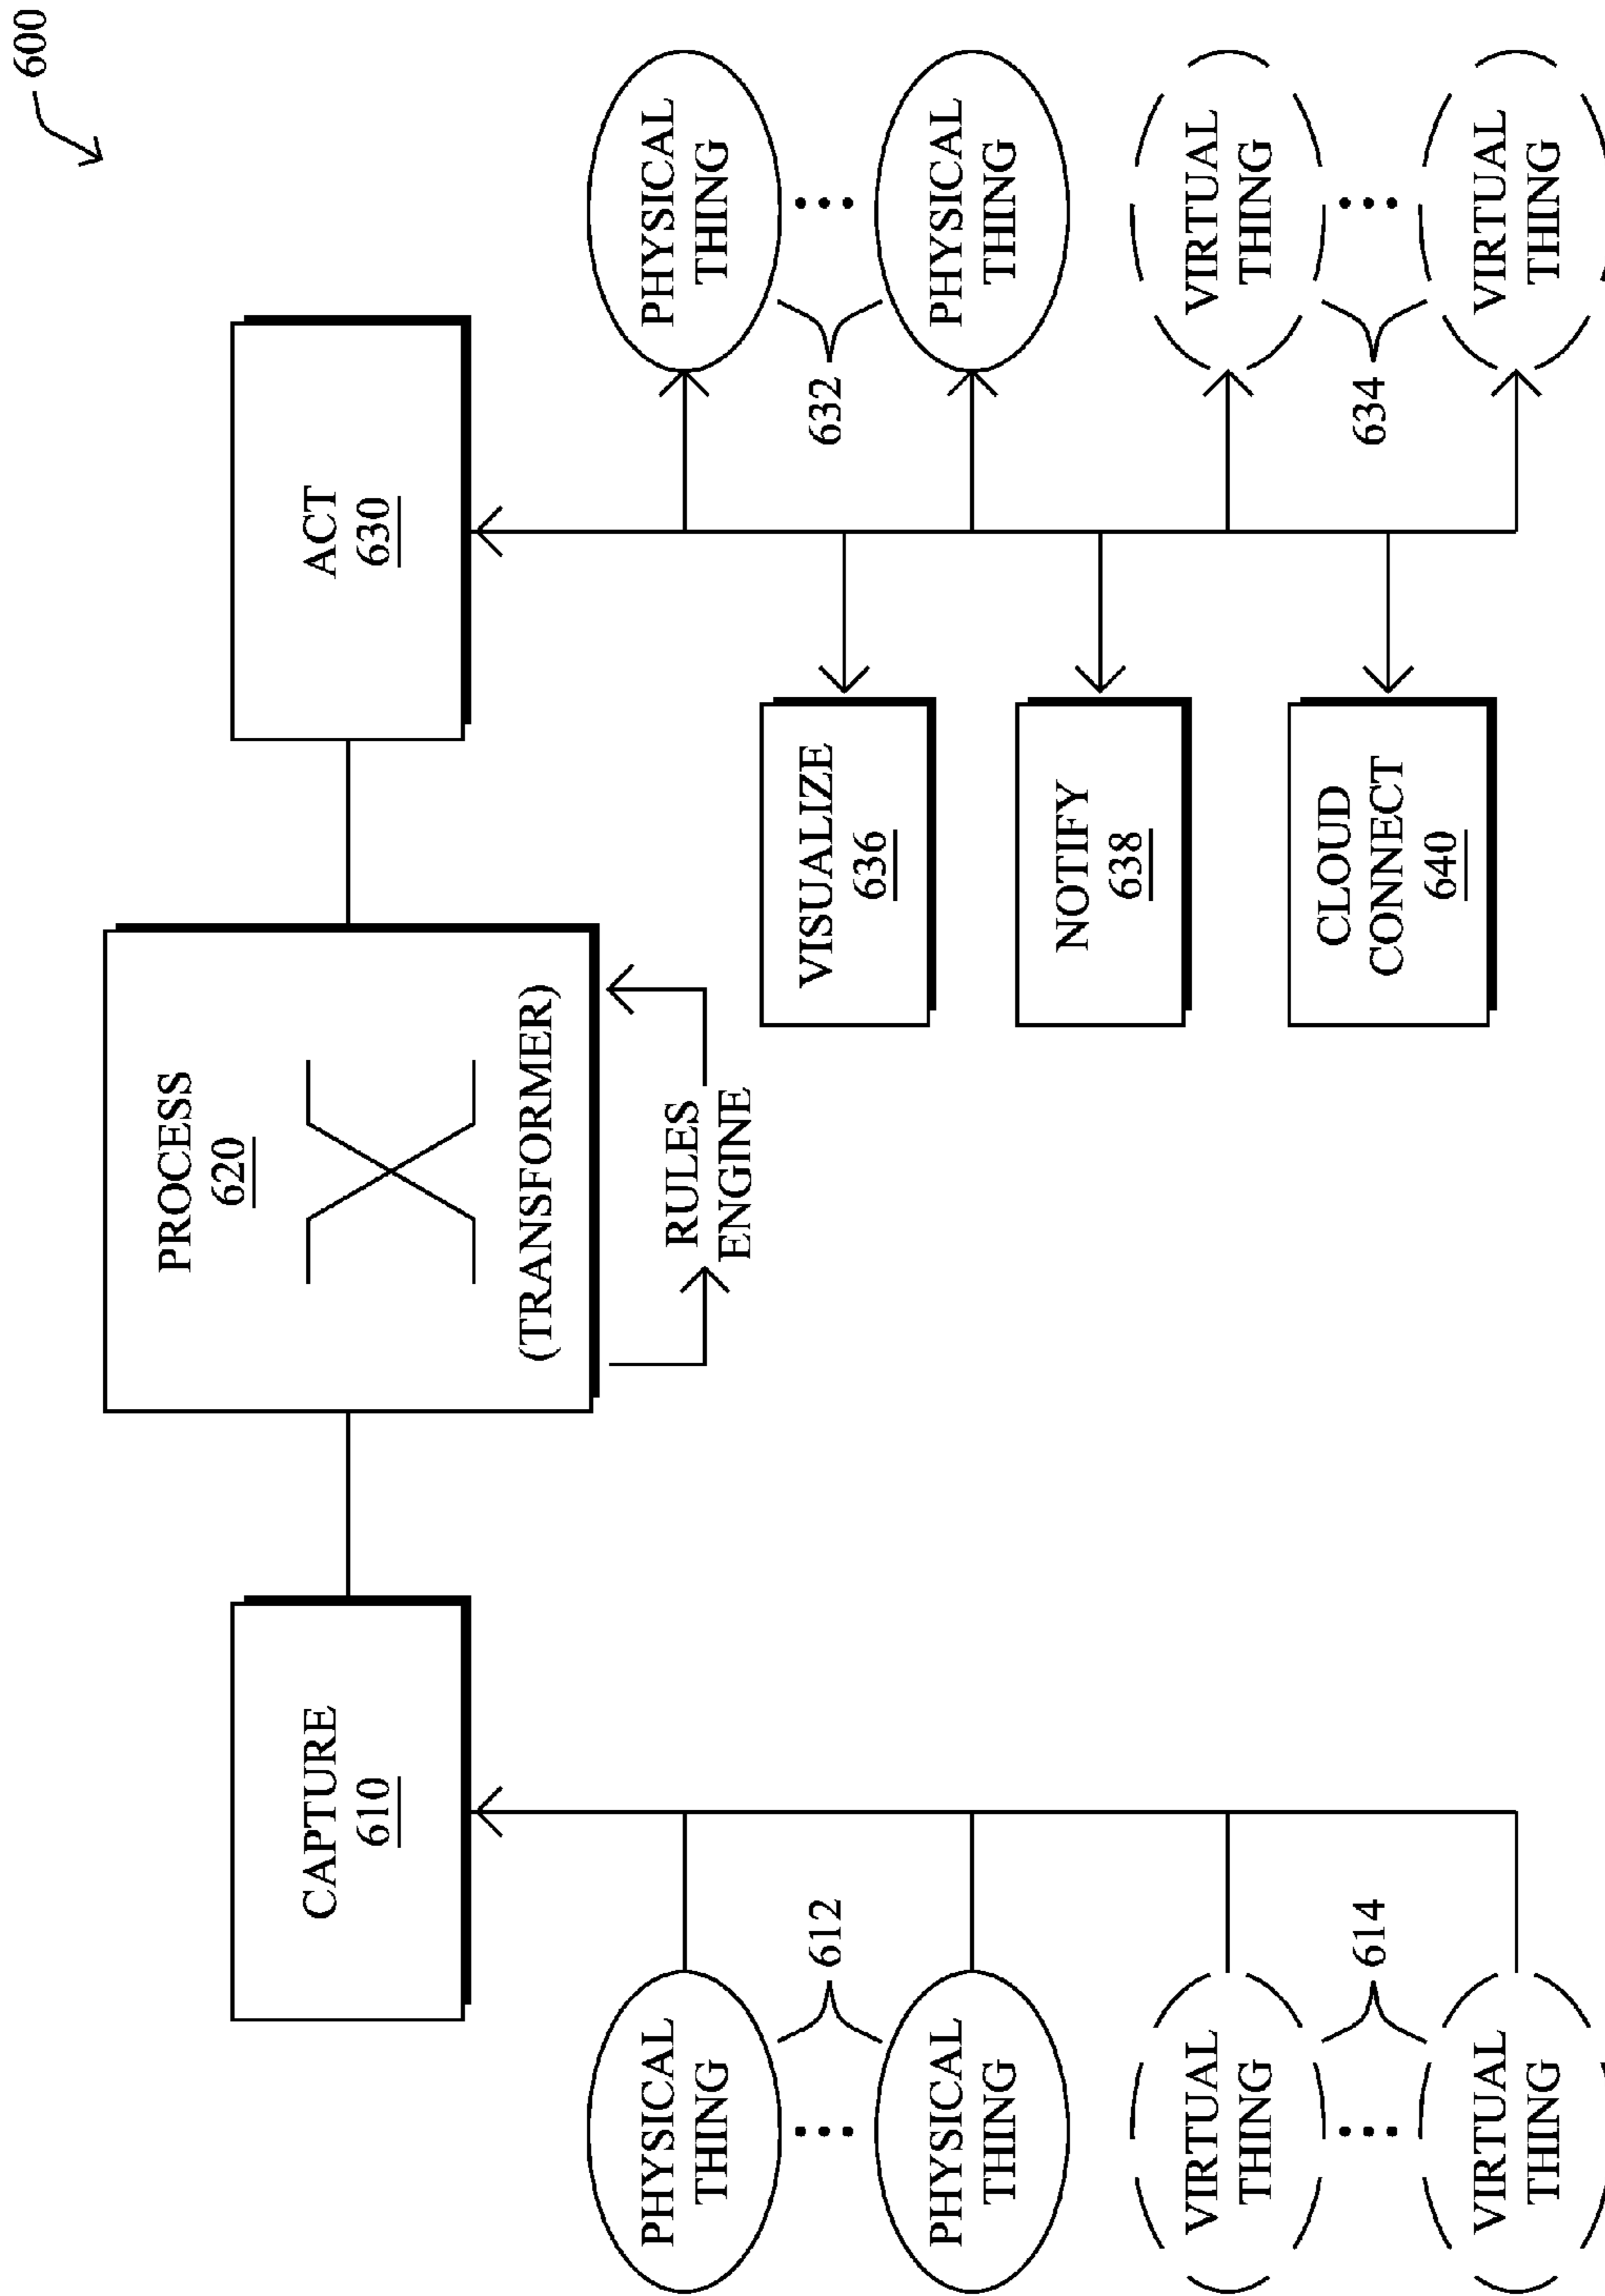 600
CAPTURE
610
PROCESS
620
(TRANSFORMER)
RULES
ENGINE
ACT
630
PHYSICAL
THING
612
PHYSICAL
THING
VIRTUAL
THING
614
VIRTUAL
THING
VISUALIZE
636
NOTIFY
638
CLOUD
CONNECT
640
PHYSICAL
THING
632
PHYSICAL
THING
VIRTUAL
THING
634
VIRTUAL
THING